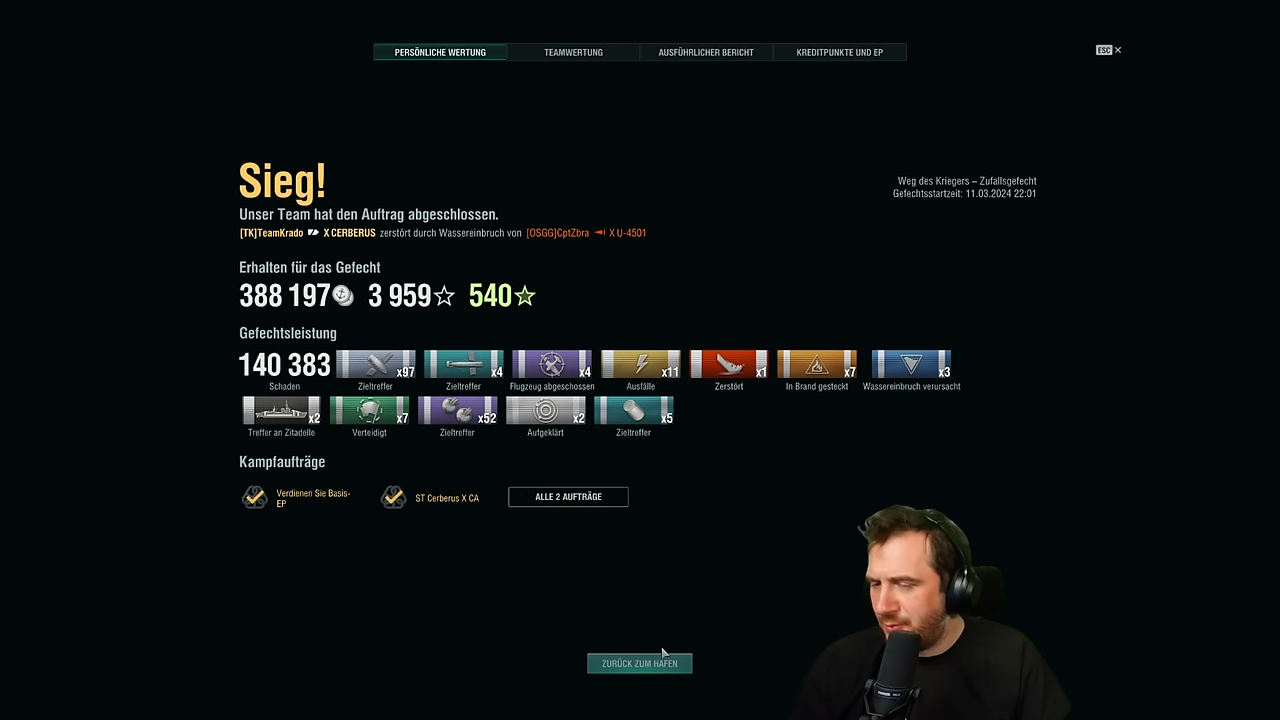 PERSÖNLICHE WERTUNG
TEAMWERTUNG
AUSFÜHRLICHER BERICHT
KREDITPUNKTE UND EP
ESC
Sieg!
Unser Team hat den Auftrag abgeschlossen.
[TK]TeamKrado X CERBERUS zerstört durch Wassereinbruch von [OSGG]CptZbra X U-4501
Weg des Kriegers – Zufallsgefecht
Gefechtsstartzeit: 11.03.2024 22:01
Erhalten für das Gefecht
388 197 3 959 540
Gefechtsleistung
140 383 x97 x4 x4 x11 x1 x7 x3
Schaden Zieltreffer Zieltreffer Flugzeug abgeschossen Ausfälle Zerstört In Brand gesteckt Wassereinbruch verursacht
x2 x7 x52 x2 x5
Treffer an Zitadelle Verteidigt Zieltreffer Aufgeklärt Zieltreffer
Kampfaufträge
Verdienen Sie Basis-
EP
ST Cerberus X CA
ALLE 2 AUFTRÄGE
ZURÜCK ZUM HAFEN